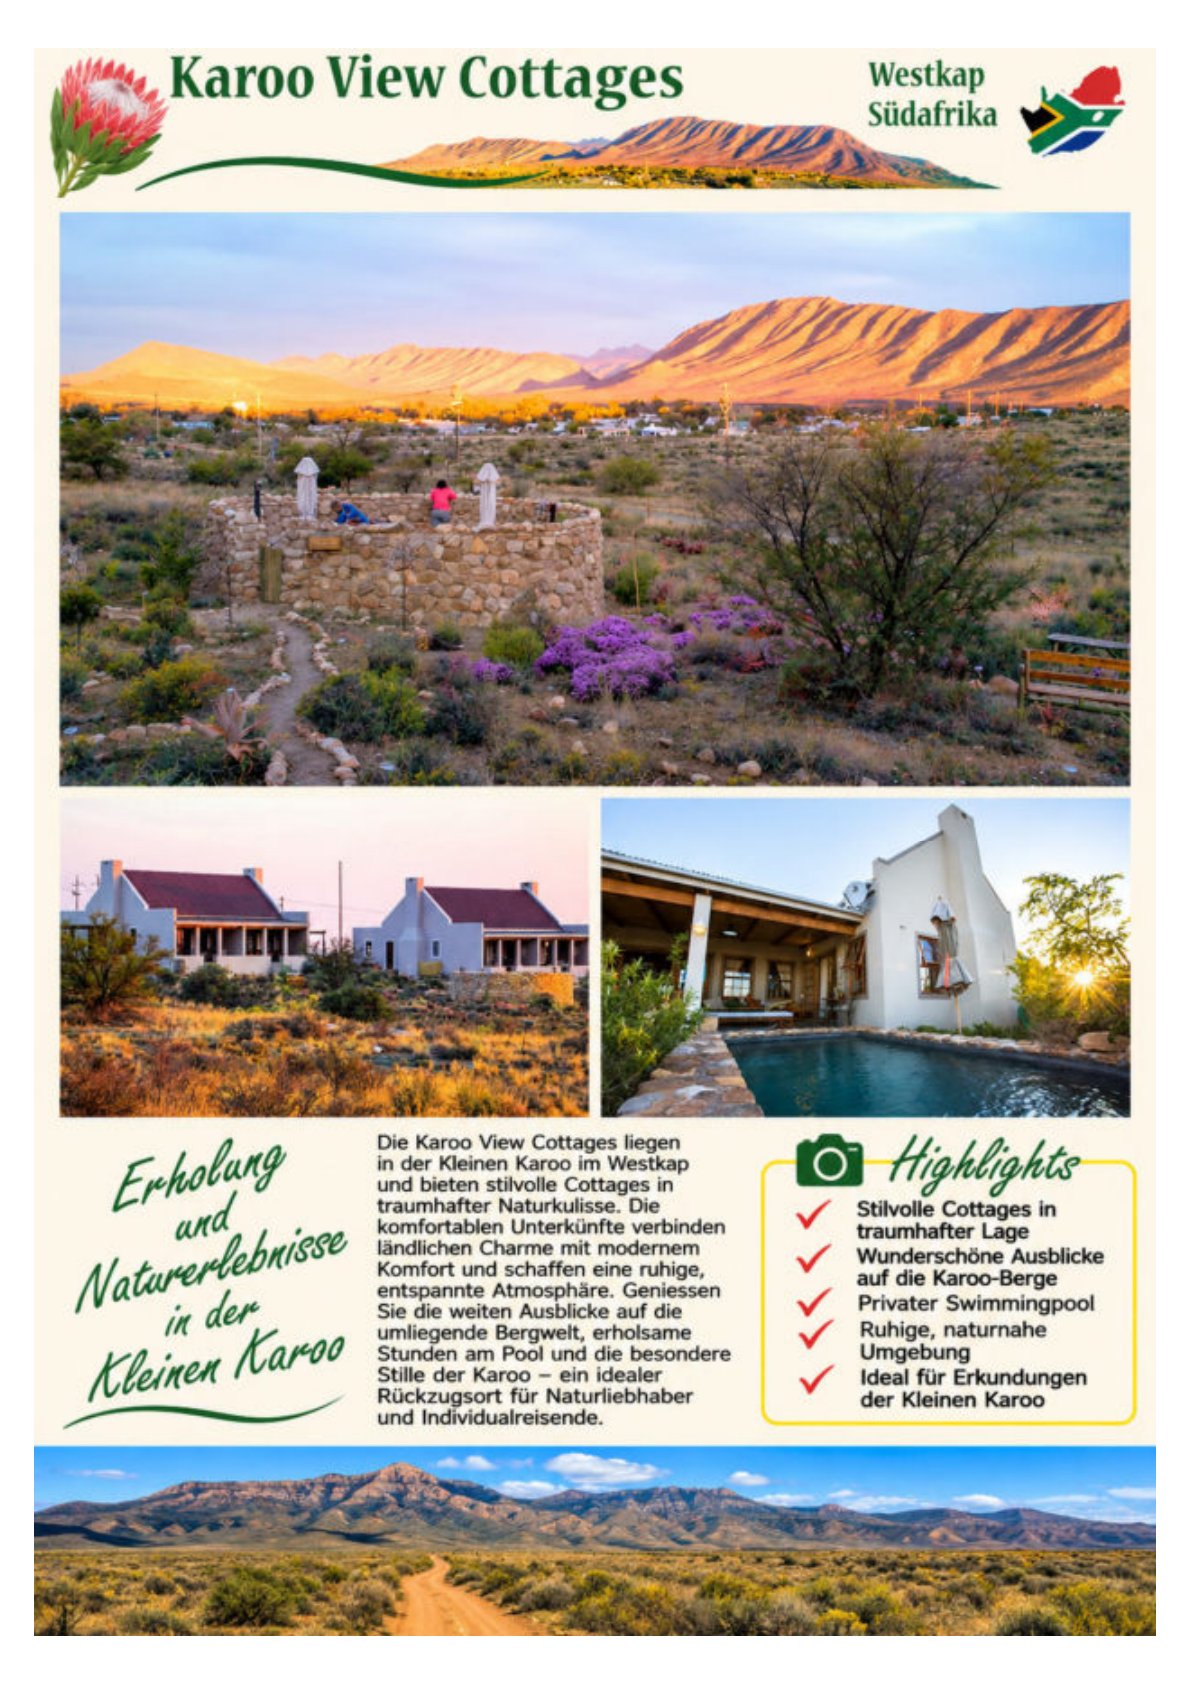 Karoo View Cottages
Westkap
Südafrika
Erholung
und
Naturerlebnisse
in der
Kleinen Karoo
Die Karoo View Cottages liegen
in der Kleinen Karoo im Westkap
und bieten stilvolle Cottages in
traumhafter Naturkulisse. Die
komfortablen Unterkünfte verbinden
ländlichen Charme mit modernem
Komfort und schaffen eine ruhige,
entspannte Atmosphäre. Geniessen
Sie die weiten Ausblicke auf die
umliegende Bergwelt, erholsame
Stunden am Pool und die besondere
Stille der Karoo – ein idealer
Rückzugsort für Naturliebhaber
und Individualreisende.
Highlights
Stilvolle Cottages in
traumhafter Lage
Wunderschöne Ausblicke
auf die Karoo-Berge
Privater Swimmingpool
Ruhige, naturnahe
Umgebung
Ideal für Erkundungen
der Kleinen Karoo